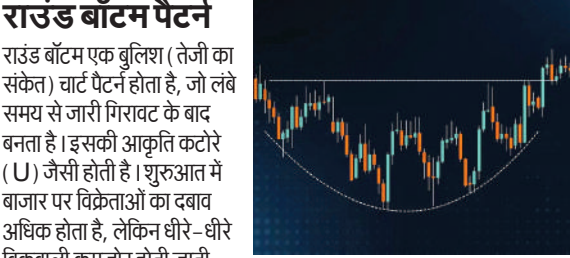 राउंड बॉटम पैटर्न
राउंड बॉटम एक बुलिश ( तेजी का
संकेत ) चार्ट पैटर्न होता है, जो लंबे
समय से जारी गिरावट के बाद
बनता है । इसकी आकृति कटोरे
( U ) जैसी होती है । शुरुआत में
बाजार पर विक्रेताओं का दबाव
अधिक होता है, लेकिन धीरे-धीरे